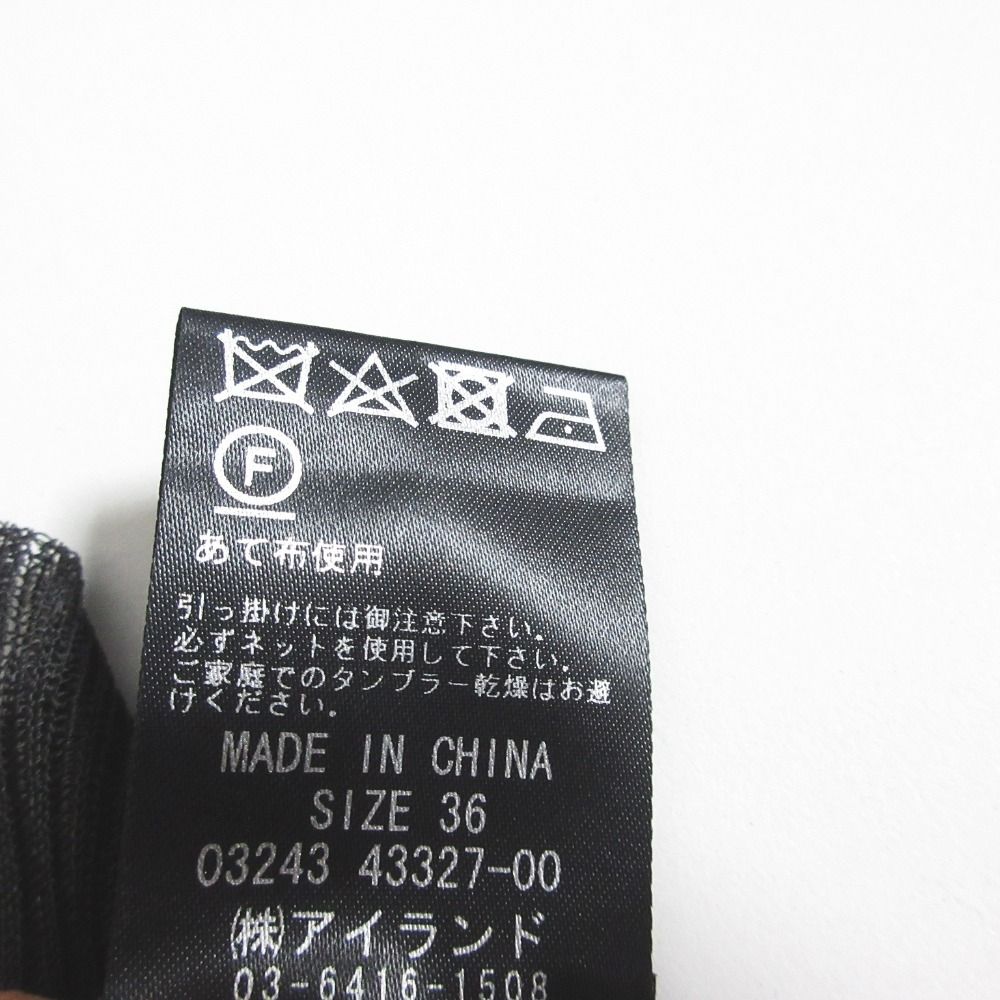 F
あて布使用
引っ掛けには御注意下さい。
必ずネットを使用して下さい。
ご家庭でのタンブラー乾燥はお避
けください。
MADE IN CHINA
SIZE 36
03243 43327-00
㈱アイランド
03-6416-1508